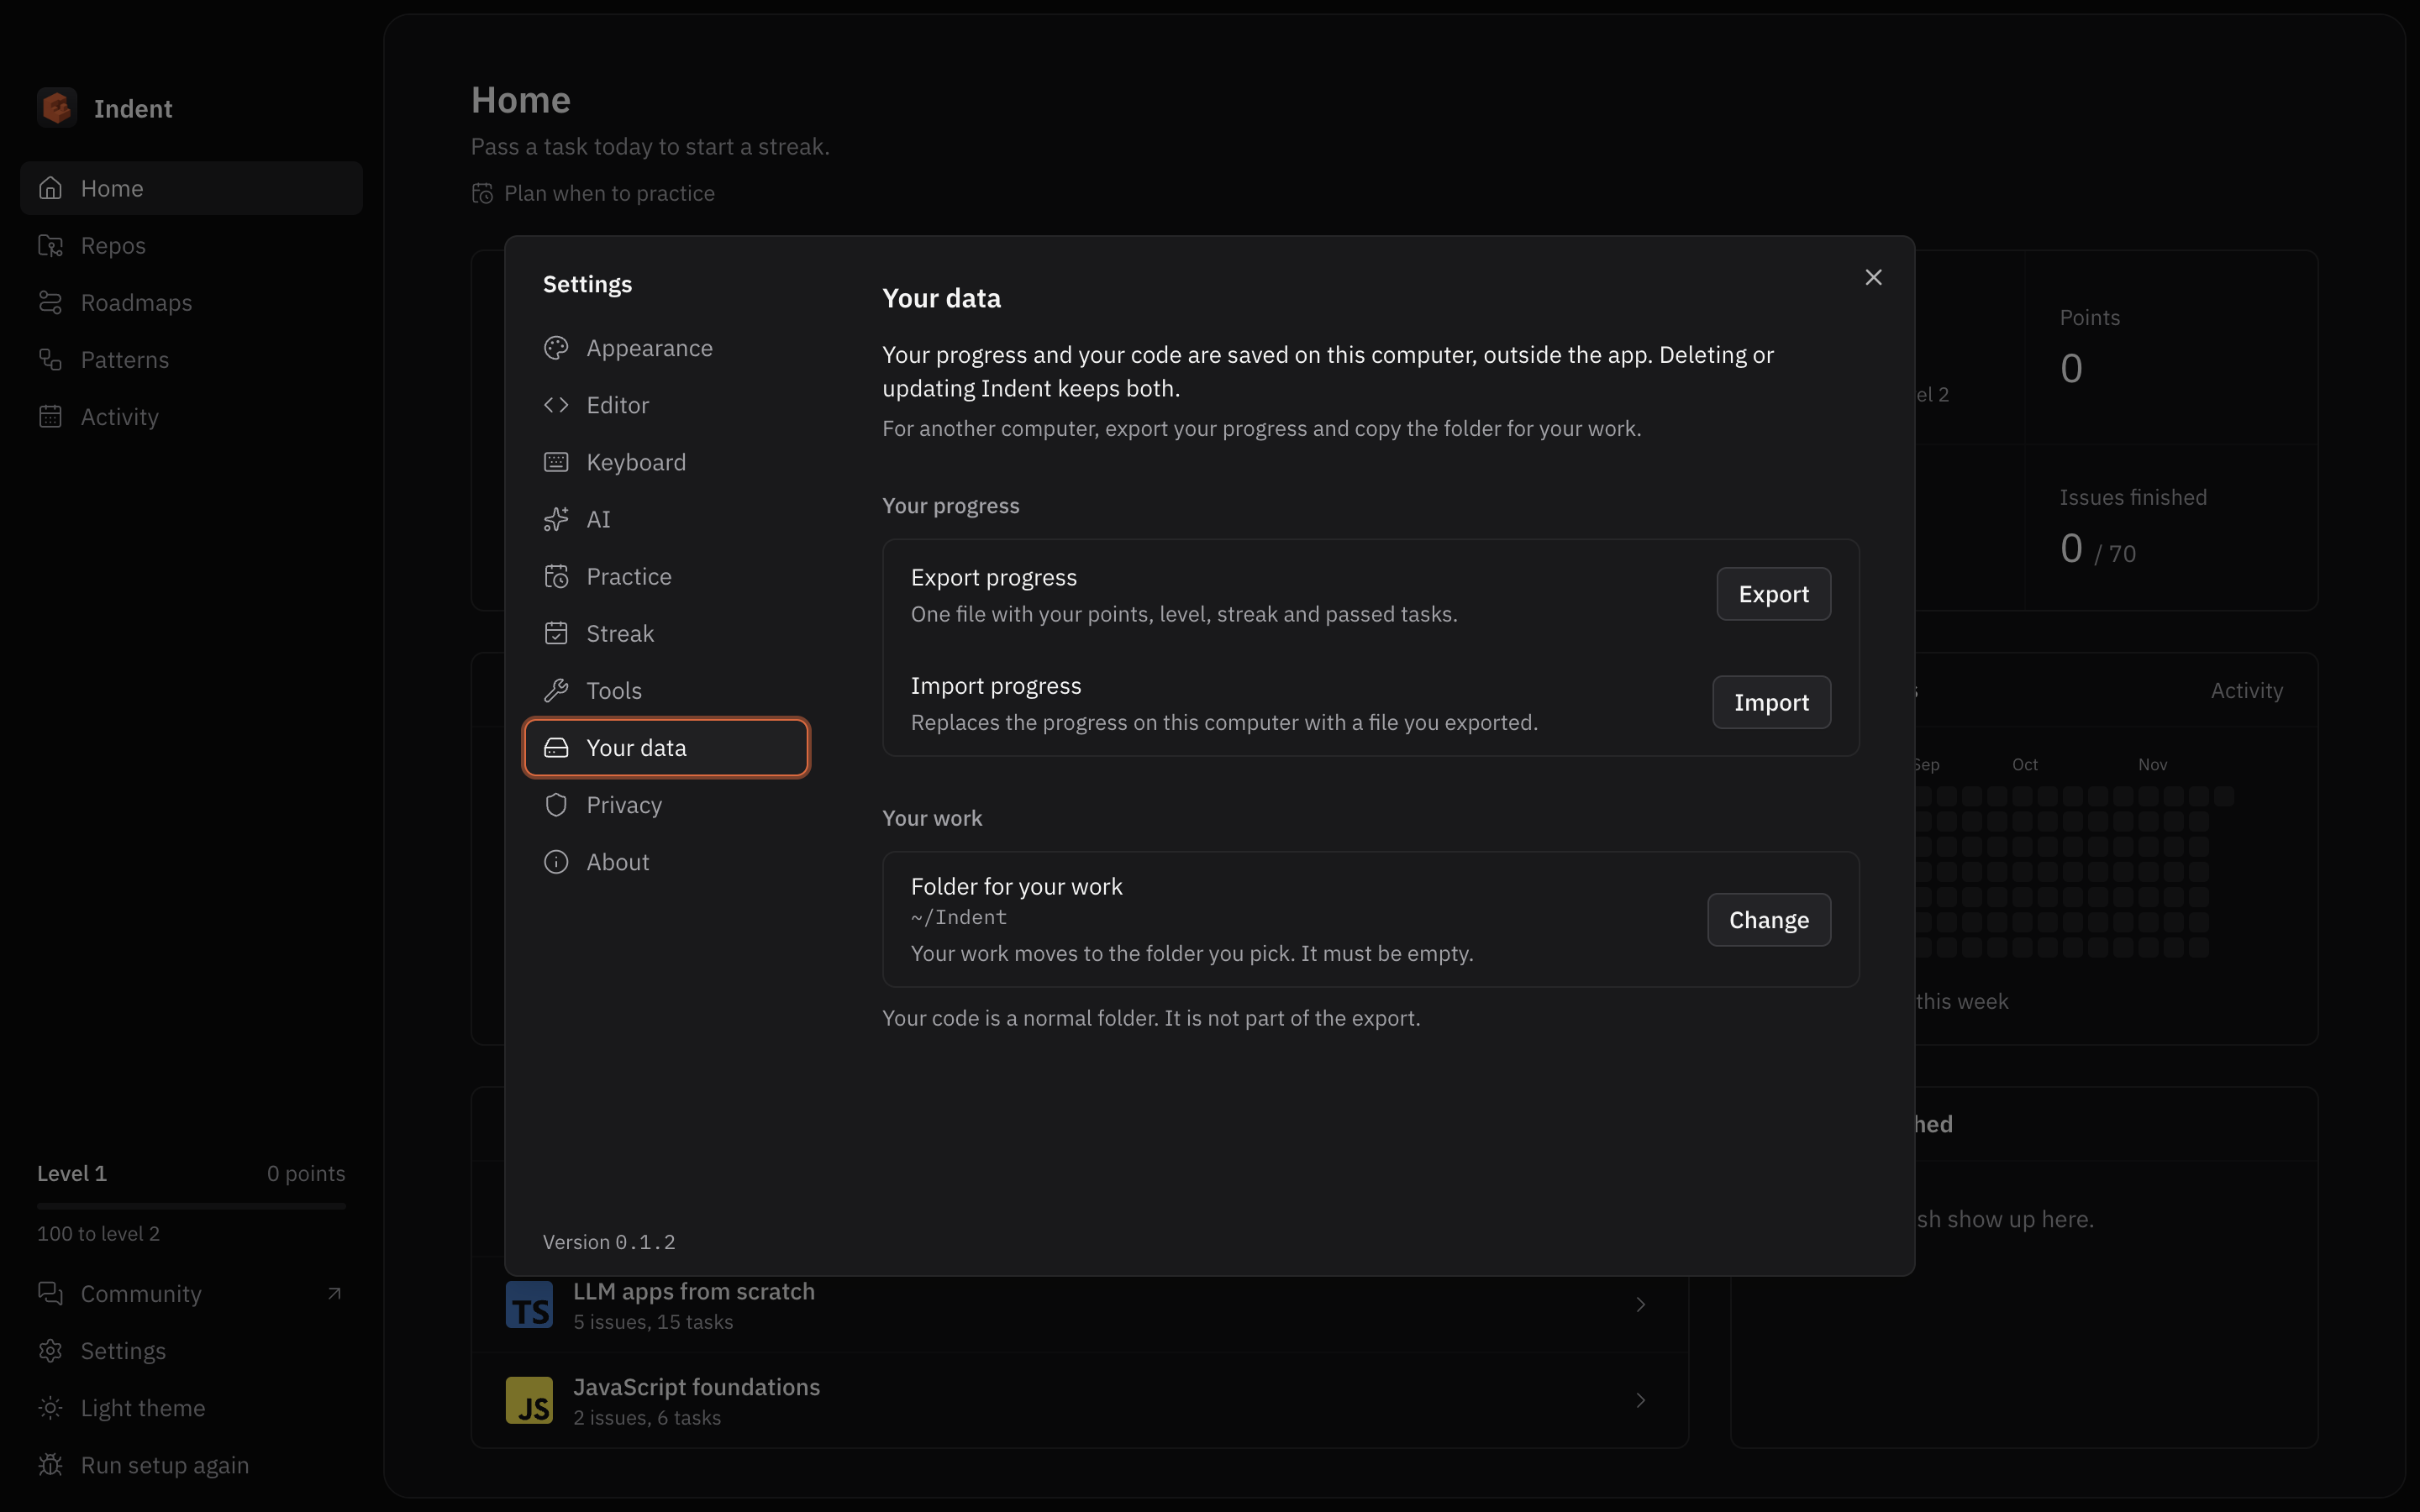 Indent
Home
Repos
Roadmaps
Patterns
Activity
Level 1
0 points
100 to level 2
Community
Settings
Light theme
Run setup again
Home
Pass a task today to start a streak.
Plan when to practice
Settings
Appearance
Editor
Keyboard
AI
Practice
Streak
Tools
Your data
Privacy
About
Version 0.1.2
Your data
Your progress and your code are saved on this computer, outside the app. Deleting or
updating Indent keeps both.
For another computer, export your progress and copy the folder for your work.
Your progress
Export progress
One file with your points, level, streak and passed tasks.
Export
Import progress
Replaces the progress on this computer with a file you exported.
Import
Your work
Folder for your work
~/Indent
Your work moves to the folder you pick. It must be empty.
Change
Your code is a normal folder. It is not part of the export.
Points
0
el 2
Issues finished
0 / 70
Activity
Sep
Oct
Nov
this week
hed
sh show up here.
TS
LLM apps from scratch
5 issues, 15 tasks
JS
JavaScript foundations
2 issues, 6 tasks